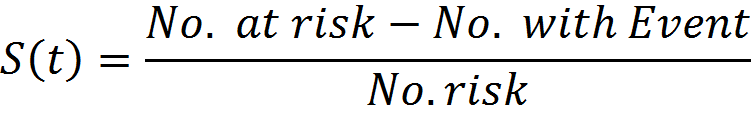 S(t) = No. at risk − No. with Event
No. risk